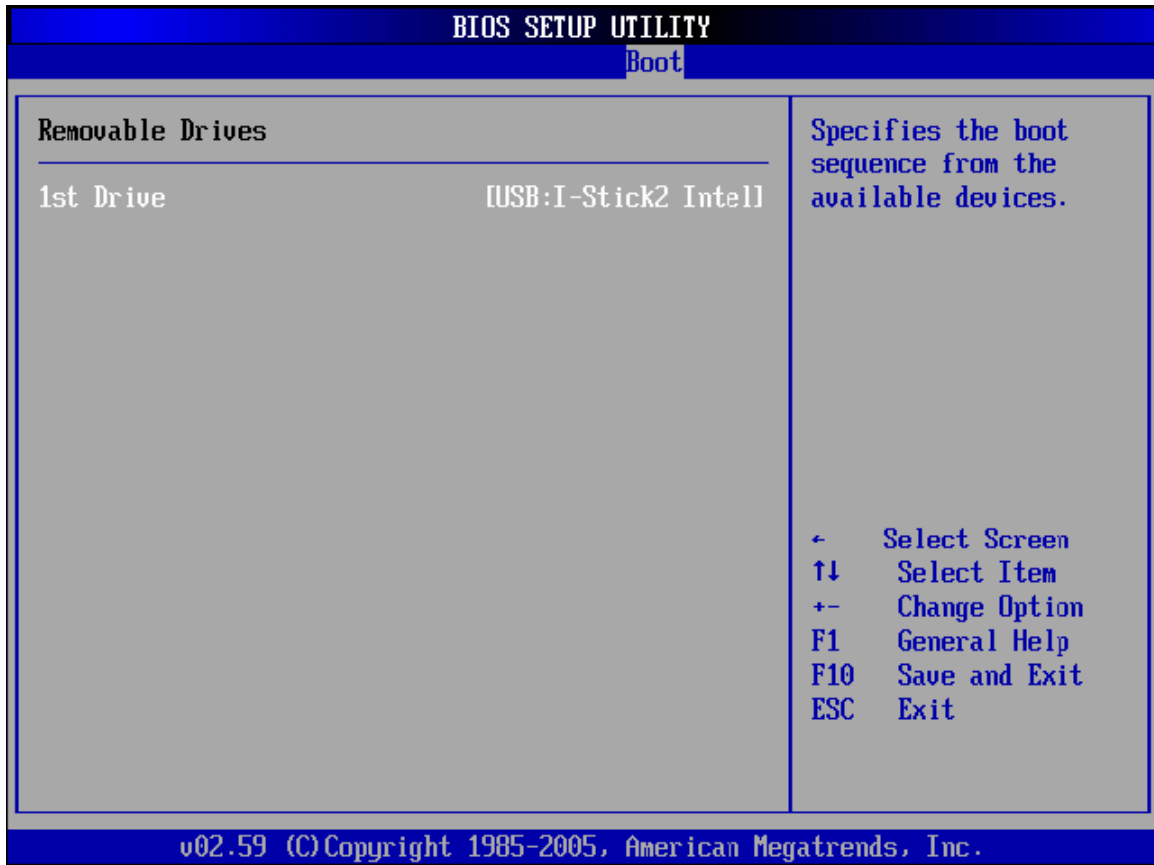 BIOS SETUP UTILITY
Boot
Removable Drives
1st Drive [USB:I-Stick2 Intel]
Specifies the boot
sequence from the
available devices.
← Select Screen
↑↓ Select Item
+- Change Option
F1 General Help
F10 Save and Exit
ESC Exit
v02.59 (C)Copyright 1985-2005, American Megatrends, Inc.